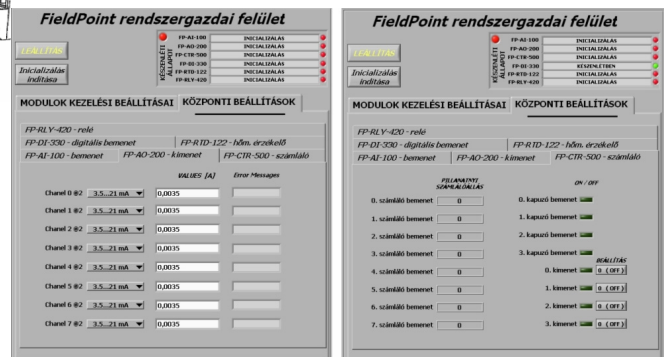 FieldPoint rendszergazdai felület
LEÁLLÍTÁS
Inicializálás
indítása
KÉSZENLÉTI
ÁLLAPOT
FP-AI-100 INICIALIZÁLÁS
FP-AO-200 INICIALIZÁLÁS
FP-CTR-500 INICIALIZÁLÁS
FP-DI-330 INICIALIZÁLÁS
FP-RTD-122 INICIALIZÁLÁS
FP-RLY-420 INICIALIZÁLÁS
MODULOK KEZELÉSI BEÁLLÍTÁSAI KÖZPONTI BEÁLLÍTÁSOK
FP-RLY-420 - relé
FP-DI-330 - digitális bemenet FP-RTD-122 - hőm. érzékelő
FP-AI-100 - bemenet FP-AO-200 - kimenet FP-CTR-500 - számláló
VALUES [A] Error Messages
Chanel 0 @2 3.5...21 mA 0,0035
Chanel 1 @2 3.5...21 mA 0,0035
Chanel 2 @2 3.5...21 mA 0,0035
Chanel 3 @2 3.5...21 mA 0,0035
Chanel 4 @2 3.5...21 mA 0,0035
Chanel 5 @2 3.5...21 mA 0,0035
Chanel 6 @2 3.5...21 mA 0,0035
Chanel 7 @2 3.5...21 mA 0,0035
FieldPoint rendszergazdai felület
LEÁLLÍTÁS
Inicializálás
indítása
KÉSZENLÉTI
ÁLLAPOT
FP-AI-100 INICIALIZÁLÁS
FP-AO-200 INICIALIZÁLÁS
FP-CTR-500 INICIALIZÁLÁS
FP-DI-330 KÉSZENLÉTBEN
FP-RTD-122 INICIALIZÁLÁS
FP-RLY-420 INICIALIZÁLÁS
MODULOK KEZELÉSI BEÁLLÍTÁSAI KÖZPONTI BEÁLLÍTÁSOK
FP-RLY-420 - relé
FP-DI-330 - digitális bemenet FP-RTD-122 - hőm. érzékelő
FP-AI-100 - bemenet FP-AO-200 - kimenet FP-CTR-500 - számláló
PILLANATNYI
SZÁMLÁLÓÁLLÁS
ON / OFF
0. számláló bemenet 0 0. kapuzó bemenet
1. számláló bemenet 0 1. kapuzó bemenet
2. számláló bemenet 0 2. kapuzó bemenet
3. számláló bemenet 0 3. kapuzó bemenet
BEÁLLÍTÁS
4. számláló bemenet 0 0. kimenet 0 (OFF)
5. számláló bemenet 0 1. kimenet 0 (OFF)
6. számláló bemenet 0 2. kimenet 0 (OFF)
7. számláló bemenet 0 3. kimenet 0 (OFF)